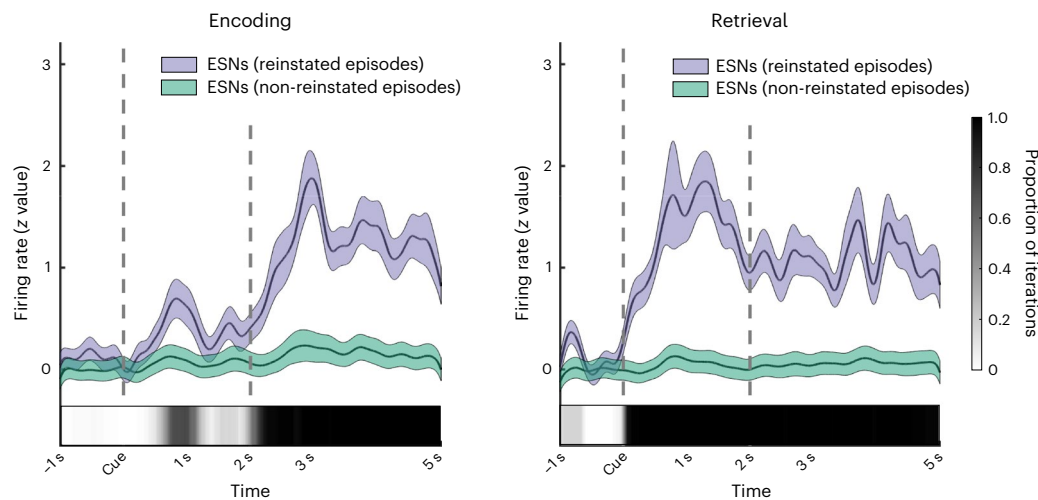 Encoding
3
2
1
0
Firing rate (z value)
ESNs (reinstated episodes)
ESNs (non-reinstated episodes)
–1 s
Cue
1 s
2 s
3 s
5 s
Time
Retrieval
3
2
1
0
Firing rate (z value)
ESNs (reinstated episodes)
ESNs (non-reinstated episodes)
–1 s
Cue
1 s
2 s
3 s
5 s
Time
1.0
0.8
0.6
0.4
0.2
0
Proportion of iterations